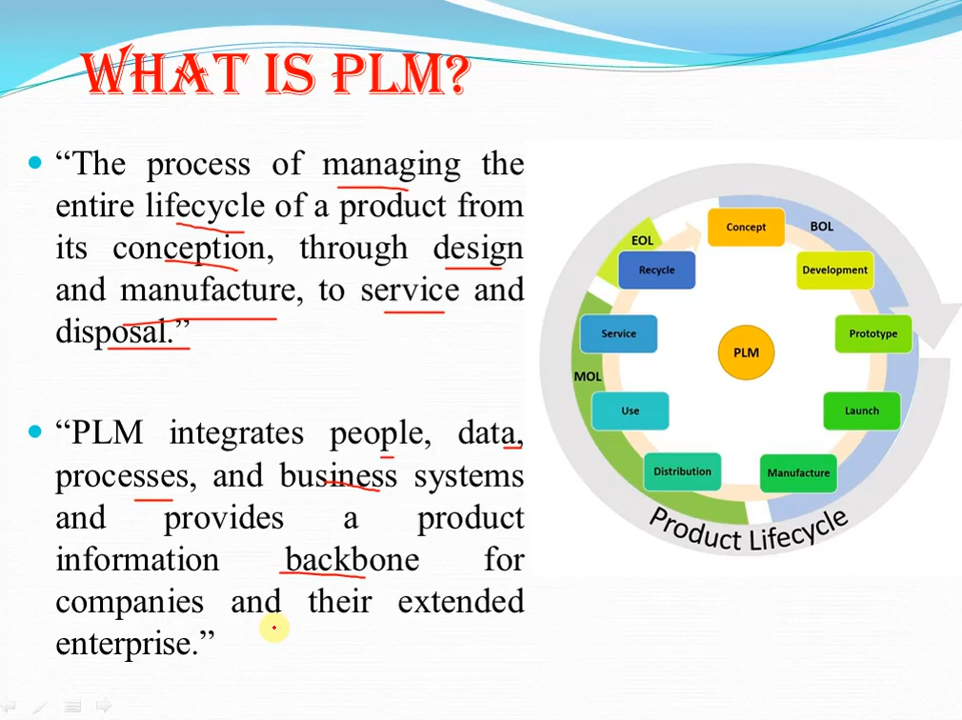 WHAT IS PLM?
“The process of managing the
entire lifecycle of a product from
its conception, through design
and manufacture, to service and
disposal.”
“PLM integrates people, data,
processes, and business systems
and provides a product
information backbone for
companies and their extended
enterprise.”
Concept
BOL
EOL
Recycle
Development
Service
Prototype
PLM
MOL
Use
Launch
Distribution
Manufacture
Product Lifecycle